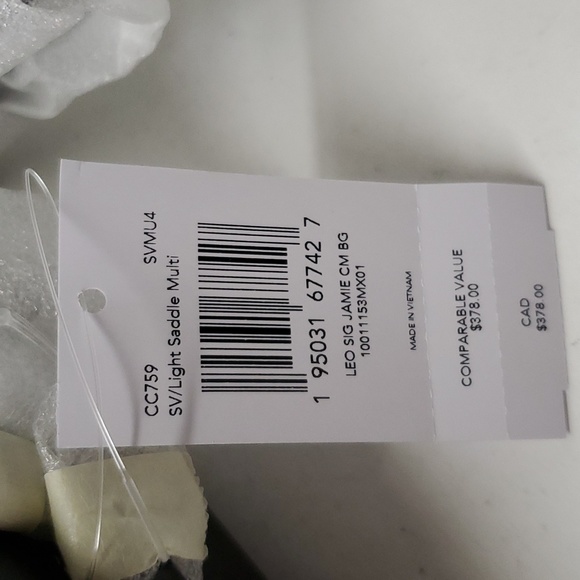 CC759 SVMU4
SV/Light Saddle Multi
1 95031 67742 7
LEO SIG JAMIE CM BG
10011153MX01
MADE IN VIETNAM
COMPARABLE VALUE
$378.00
CAD
$378.00